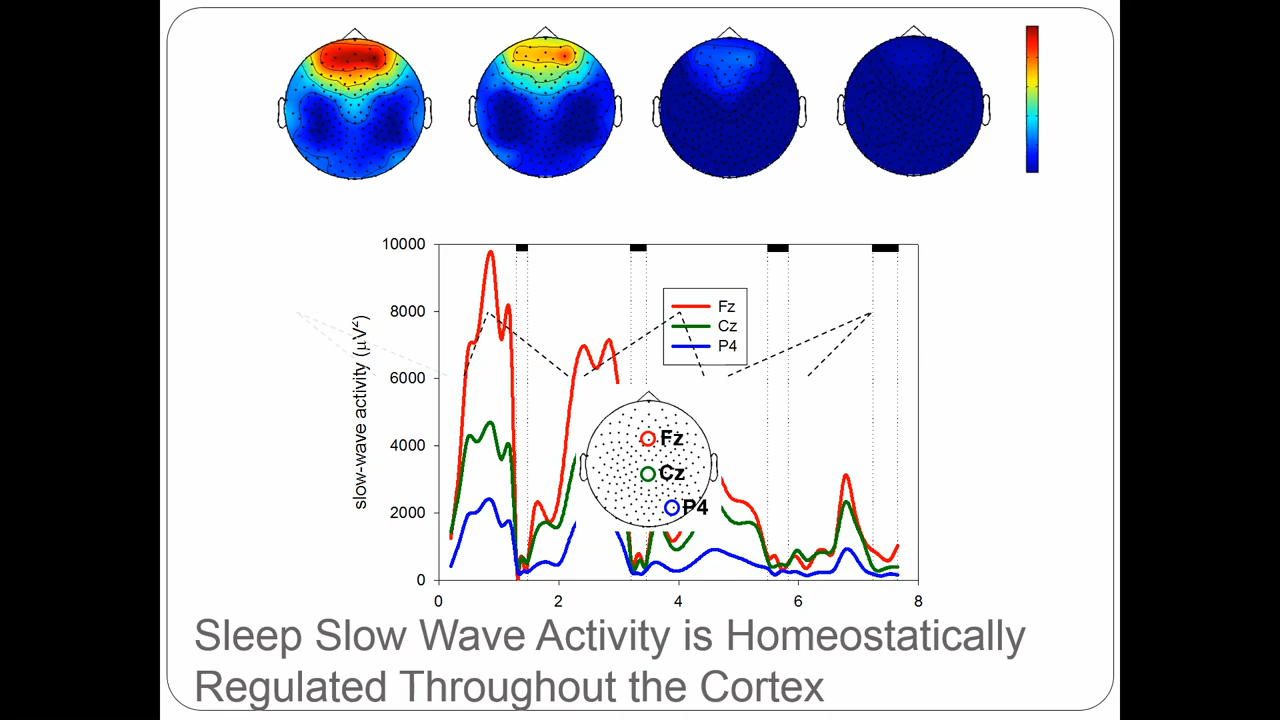 10000
8000
6000
4000
2000
0
slow-wave activity (µV²)
Fz
Cz
P4
Fz
Cz
P4
0 2 4 6 8
Sleep Slow Wave Activity is Homeostatically
Regulated Throughout the Cortex